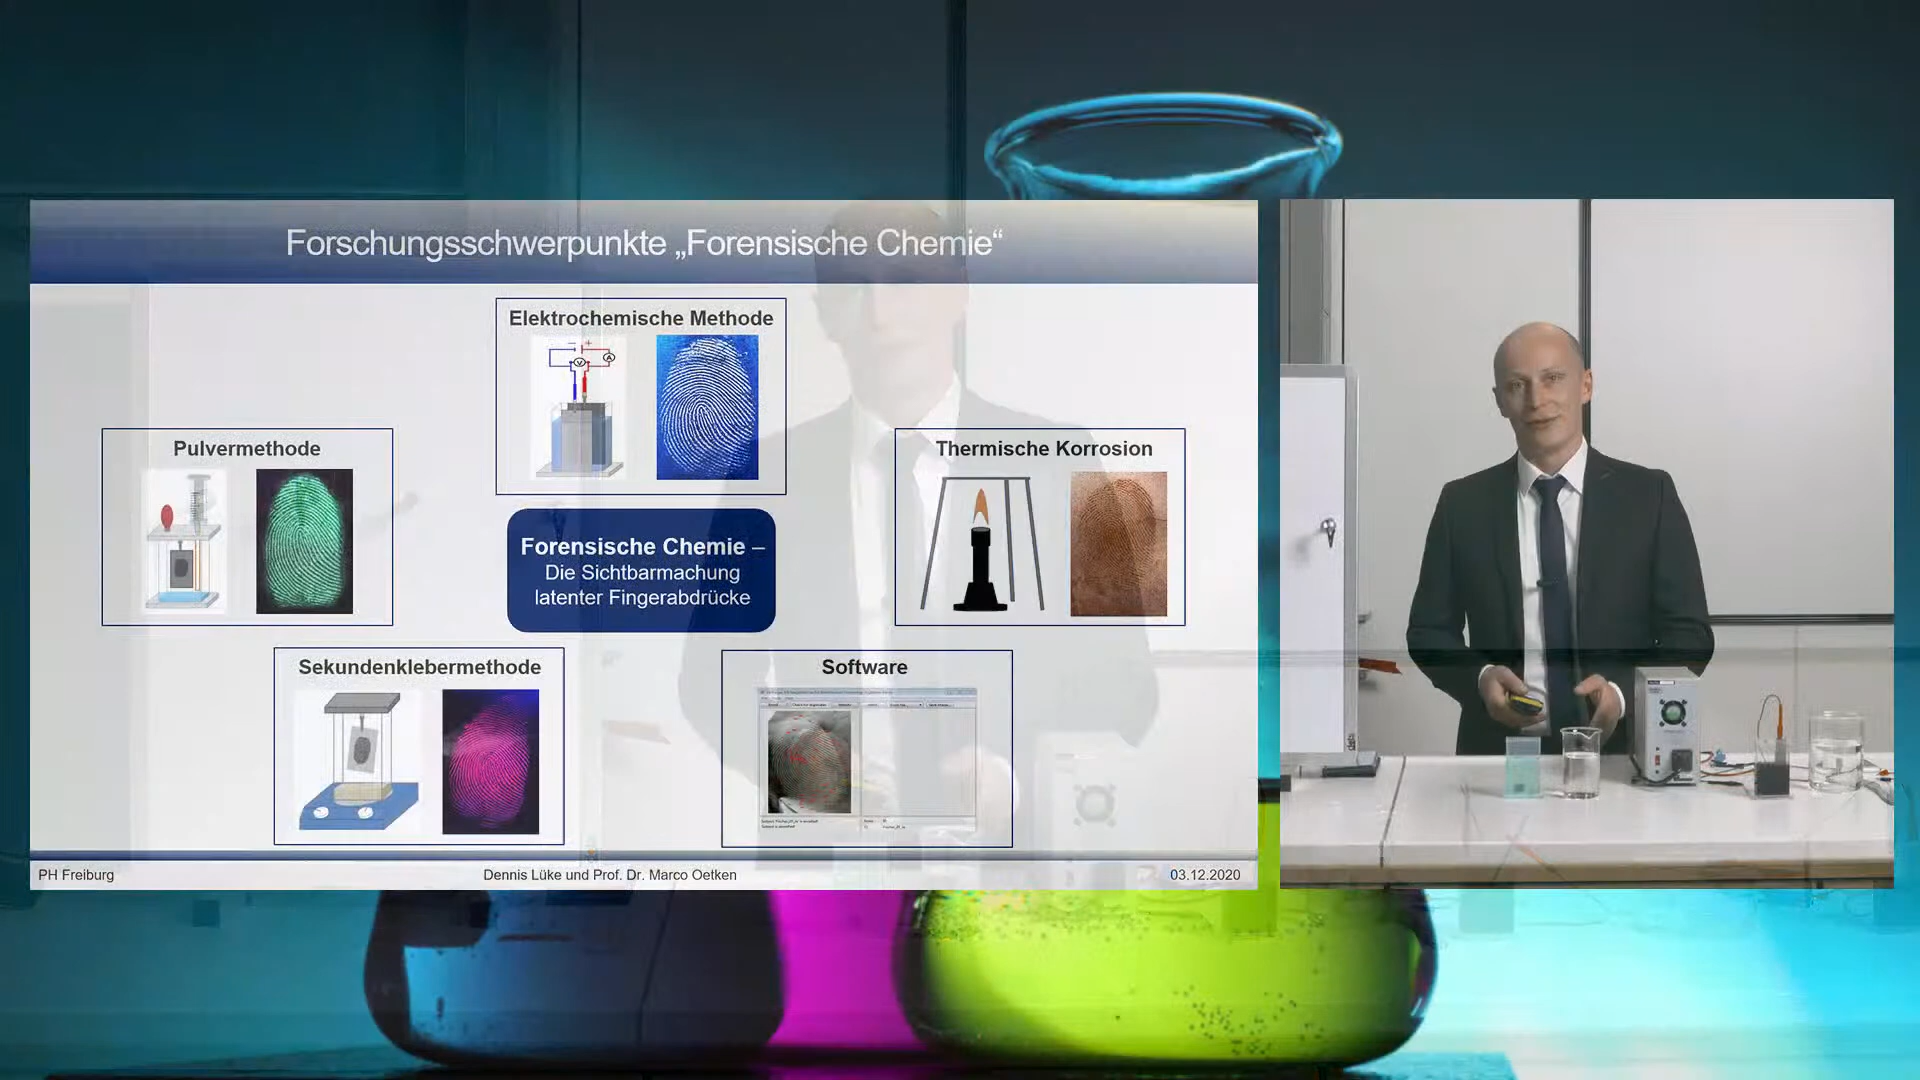 Forschungsschwerpunkte „Forensische Chemie“
Elektrochemische Methode
Pulvermethode
Thermische Korrosion
Forensische Chemie –
Die Sichtbarmachung
latenter Fingerabdrücke
Sekundenklebermethode
Software
PH Freiburg
Dennis Lüke und Prof. Dr. Marco Oetken
03.12.2020